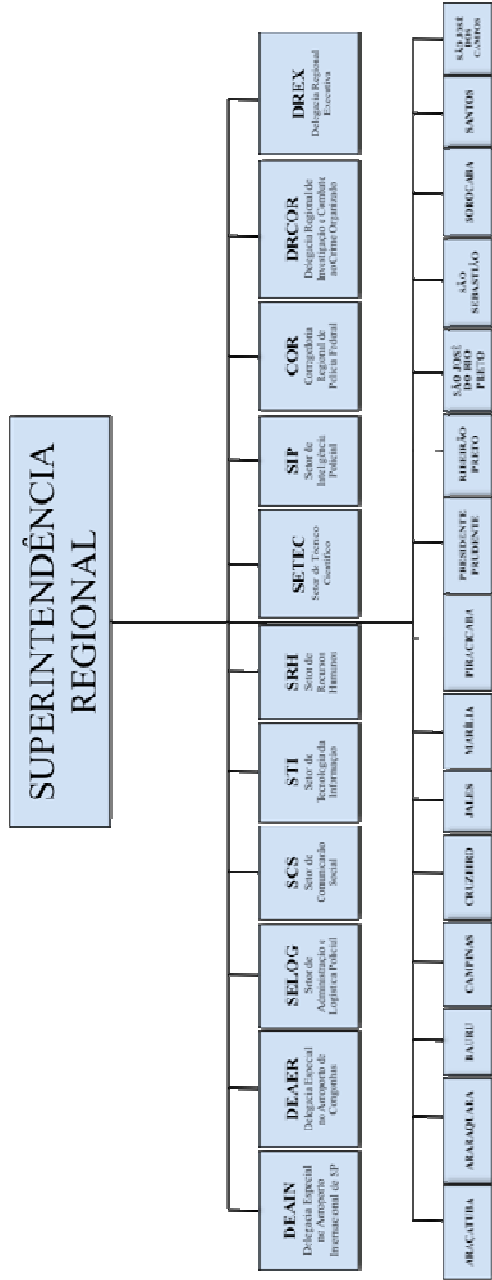 SUPERINTENDÊNCIA
REGIONAL
DEAIN
Delegacia Especial
no Aeroporto
Internacional de SP
DEAER
Delegacia Especial
no Aeroporto de
Congonhas
SELOG
Setor de
Administração e
Logística Policial
SCS
Setor de
Comunicação
Social
STI
Setor de
Tecnologia da
Informação
SRH
Setor de
Recursos
Humanos
SETEC
Setor de Técnico
Científico
SIP
Setor de
Inteligência
Policial
COR
Corregedoria
Regional de
Polícia Federal
DRCOR
Delegacia Regional de
Investigação e Combate
ao Crime Organizado
DREX
Delegacia Regional
Executiva
ARAÇATUBA
ARARAQUARA
BAURU
CAMPINAS
CRUZEIRO
JALES
MARÍLIA
PIRACICABA
PRESIDENTE
PRUDENTE
RIBEIRÃO
PRETO
SÃO JOSÉ
DO RIO
PRETO
SÃO
SEBASTIÃO
SOROCABA
SANTOS
SÃO JOSÉ
DOS
CAMPOS